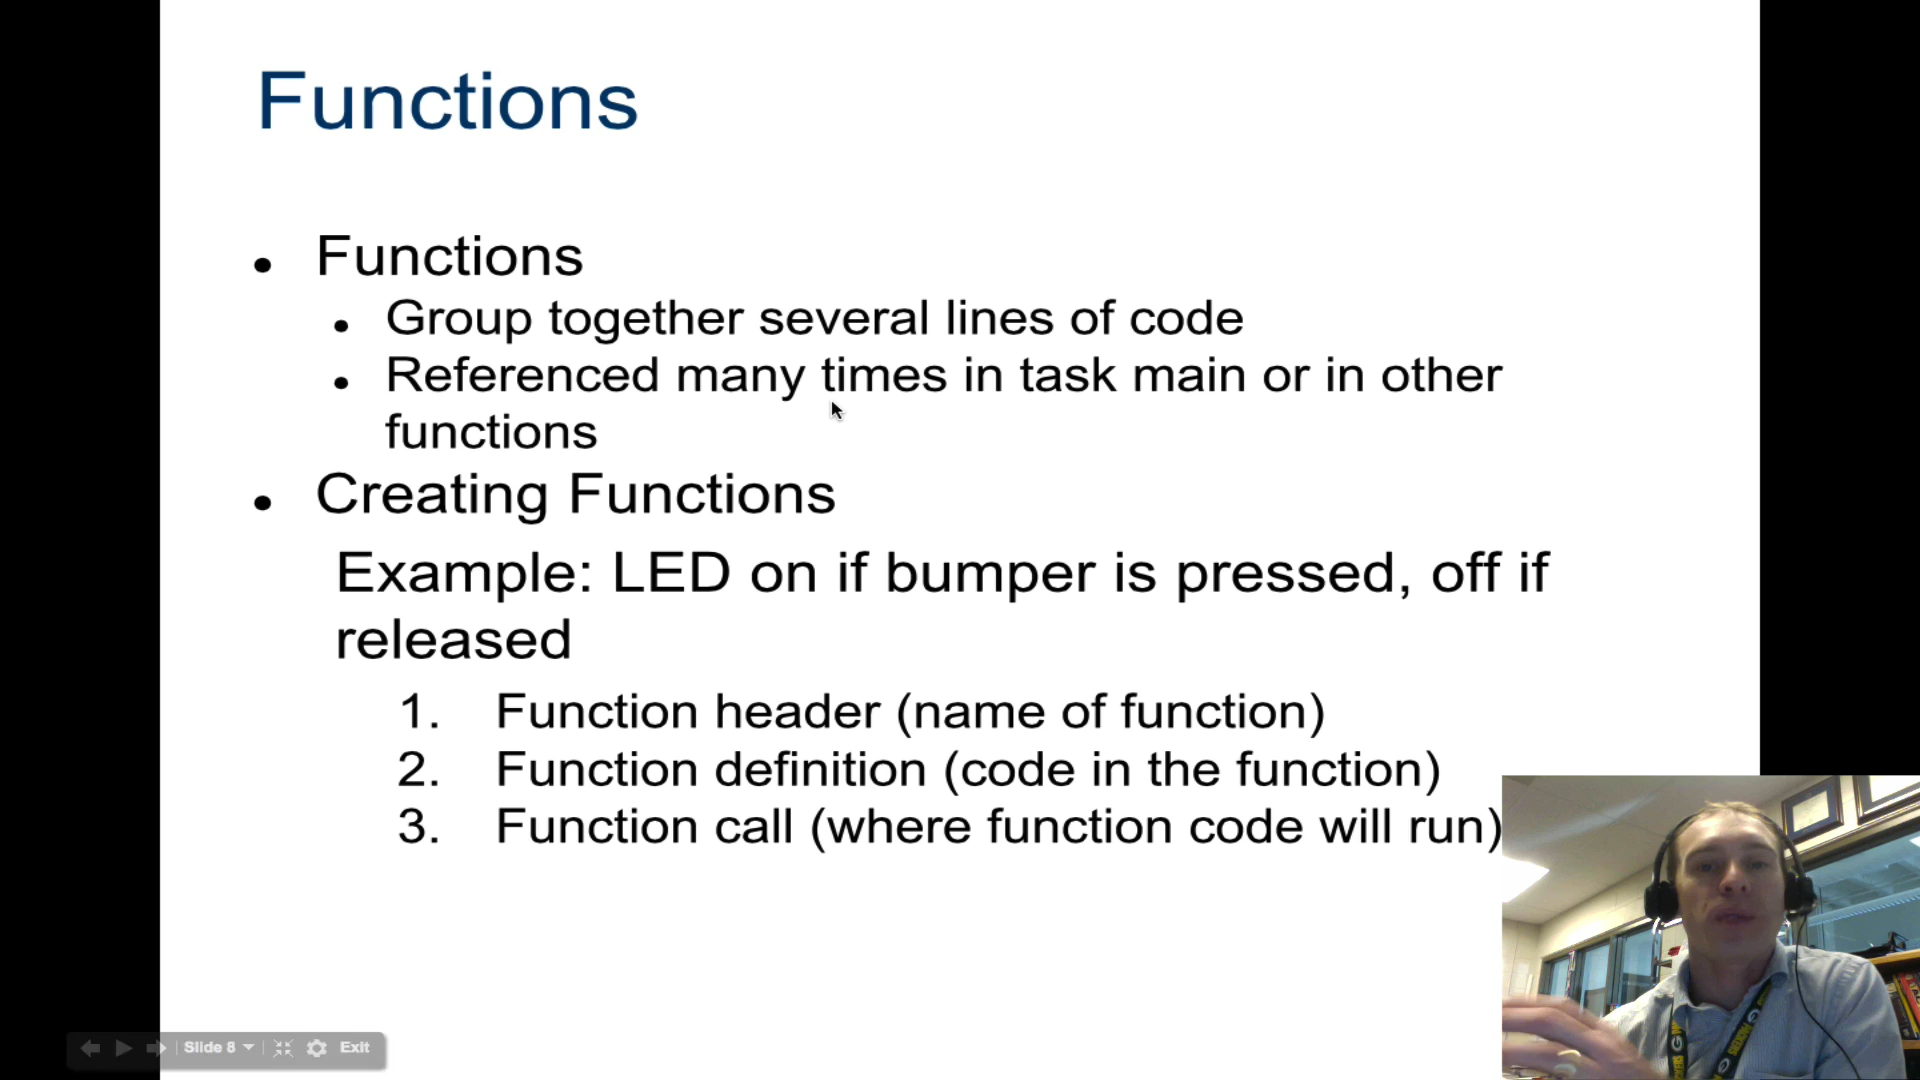 Functions
• Functions
• Group together several lines of code
• Referenced many times in task main or in other
functions
• Creating Functions
Example: LED on if bumper is pressed, off if
released
1. Function header (name of function)
2. Function definition (code in the function)
3. Function call (where function code will run)
Slide 8 Exit